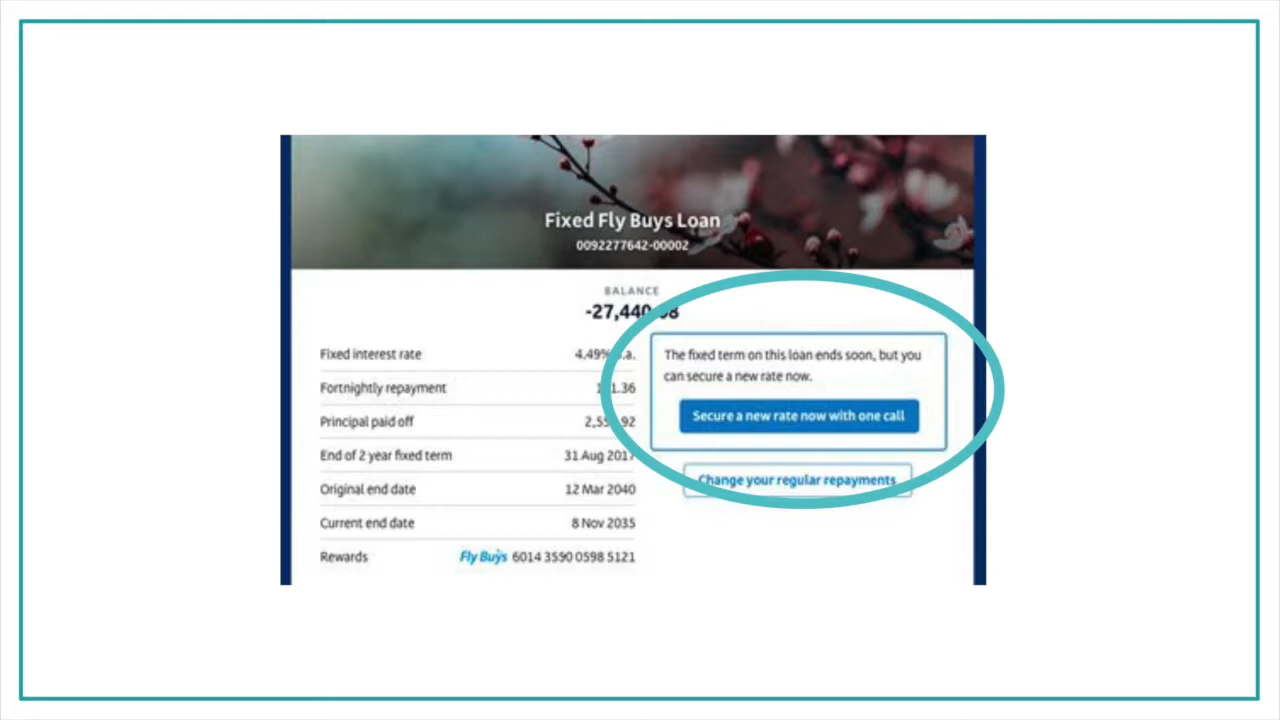 Fixed Fly Buys Loan
0092277642-00002
BALANCE
Fixed interest rate
Fortnightly repayment
Principal paid off
End of 2 year fixed term 31 Aug 2017
Original end date 12 Mar 2040
Current end date 8 Nov 2035
Rewards Fly Buys 6014 3590 0598 5121
The fixed term on this loan ends soon, but you
can secure a new rate now.
Secure a new rate now with one call
Change your regular repayments